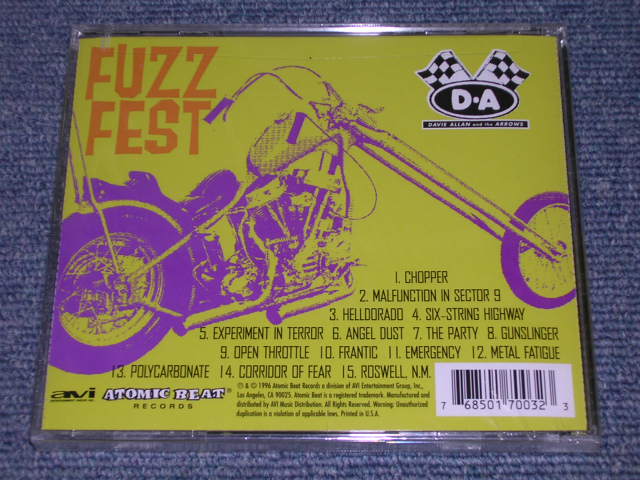 FUZZ
FEST
D·A
DAVIE ALLAN and the ARROWS
1. CHOPPER
2. MALFUNCTION IN SECTOR 9
3. HELLDORADO 4. SIX-STRING HIGHWAY
5. EXPERIMENT IN TERROR 6. ANGEL DUST 7. THE PARTY 8. GUNSLINGER
9. OPEN THROTTLE 10. FRANTIC 11. EMERGENCY 12. METAL FATIGUE
13. POLYCARBONATE 14. CORRIDOR OF FEAR 15. ROSWELL, N.M.
avi
ATOMIC BEAT®
RECORDS
℗ & © 1996 Atomic Beat Records a division of AVI Entertainment Group, Inc.,
Los Angeles, CA 90025. Atomic Beat is a registered trademark. Manufactured and
distributed by AVI Music Distribution. All Rights Reserved. Warning: Unauthorized
duplication is a violation of applicable laws. Printed in U.S.A.
7 68501 70032 3